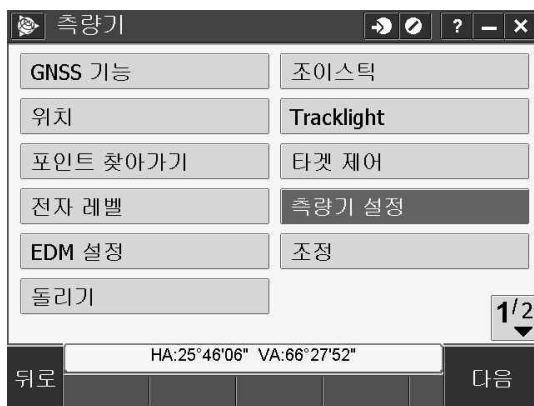 측량기
? – ×
GNSS 기능
조이스틱
위치
Tracklight
포인트 찾아가기
타겟 제어
전자 레벨
측량기 설정
EDM 설정
조정
돌리기
1/2
HA:25°46'06" VA:66°27'52"
뒤로
다음